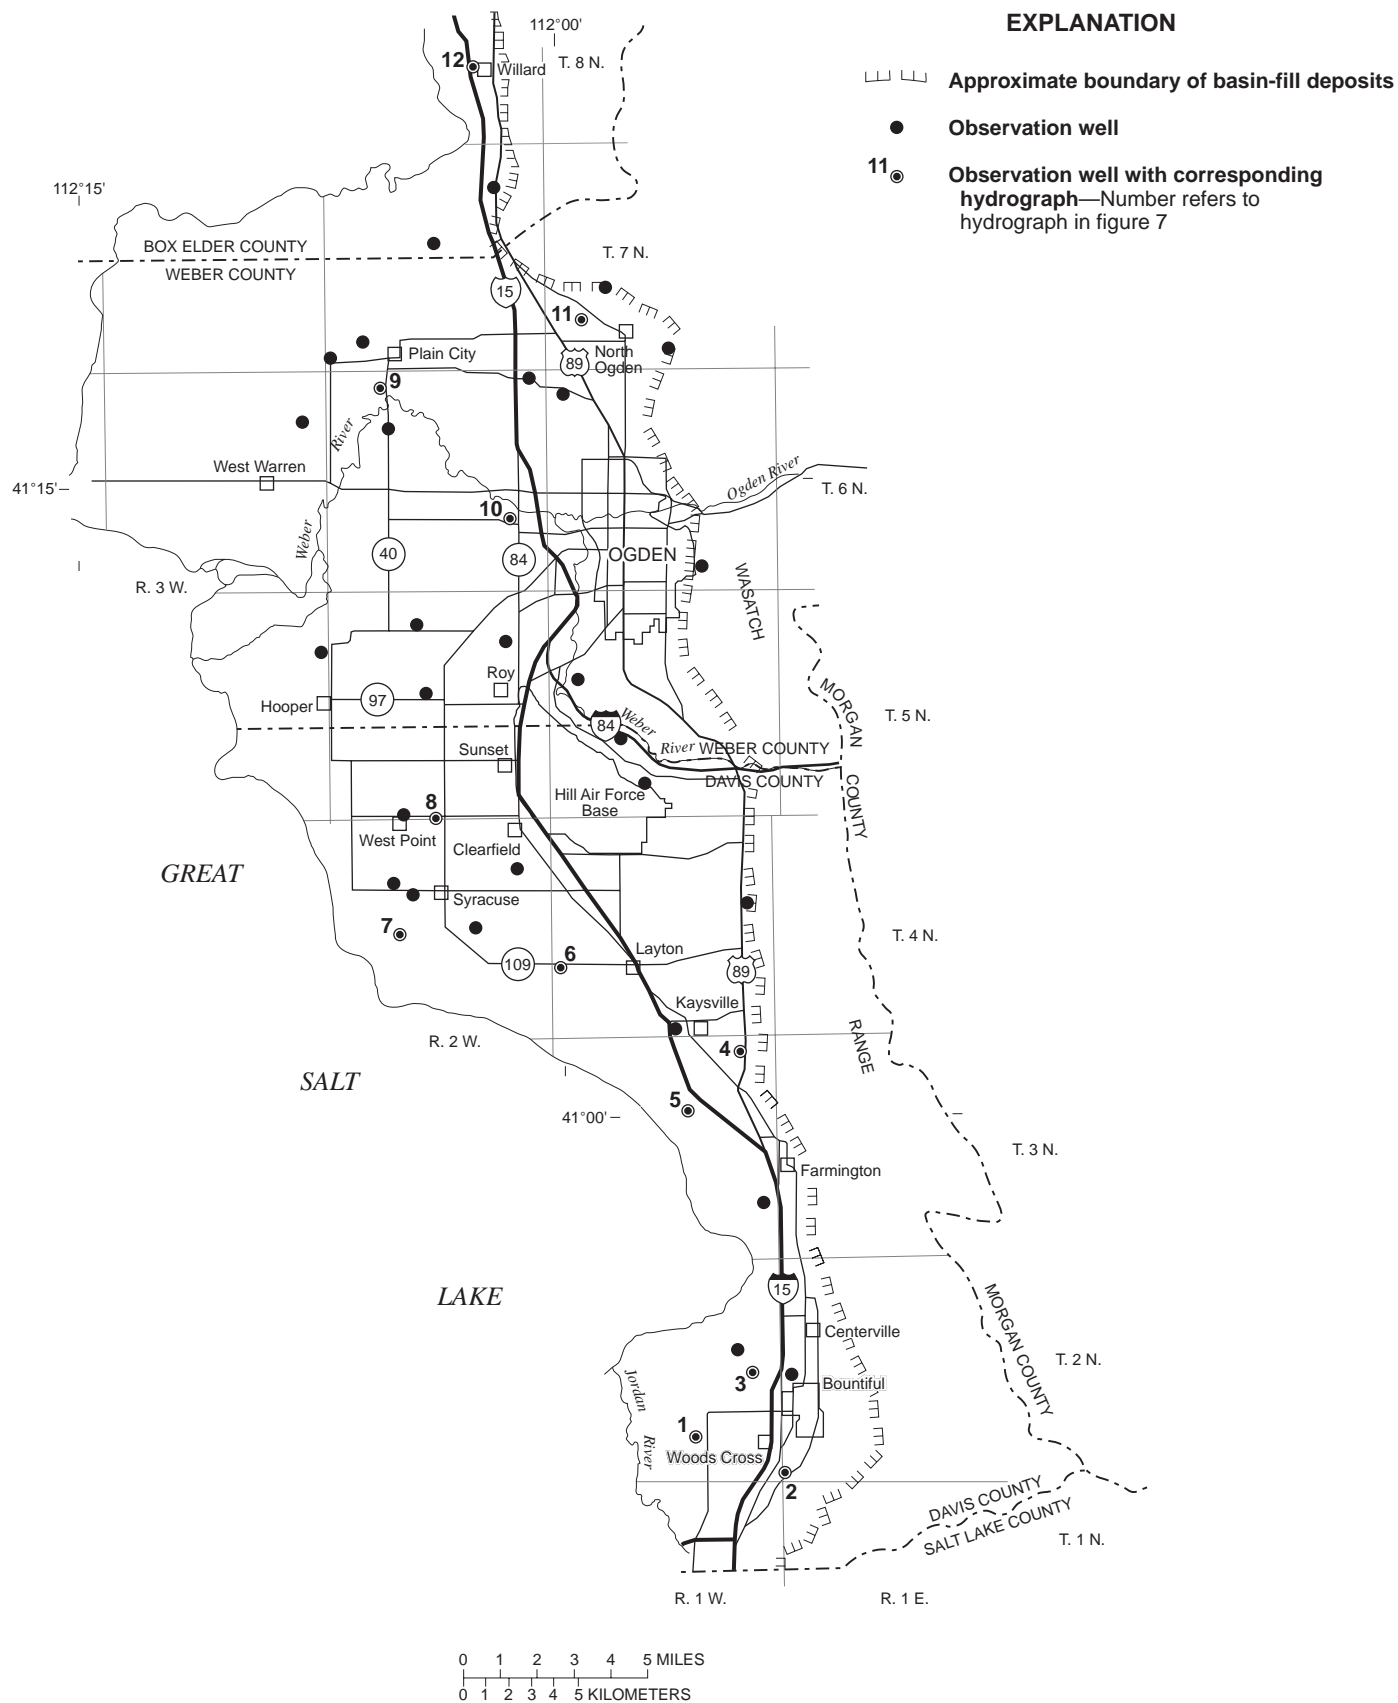 EXPLANATION
Approximate boundary of basin-fill deposits
Observation well
11
Observation well with corresponding
hydrograph—Number refers to
hydrograph in figure 7
112°00'
12
Willard
T. 8 N.
112°15'
BOX ELDER COUNTY
WEBER COUNTY
T. 7 N.
15
11
Plain City
89
North
Ogden
9
River
West Warren
41°15'
Ogden River
T. 6 N.
10
Weber
40
84
OGDEN
R. 3 W.
WASATCH
Roy
Hooper
97
MORGAN
COUNTY
T. 5 N.
84
Weber
River
WEBER COUNTY
DAVIS COUNTY
Sunset
Hill Air Force
Base
8
West Point
Clearfield
GREAT
Syracuse
7
T. 4 N.
109
6
Layton
89
Kaysville
RANGE
R. 2 W.
4
SALT
5
41°00'
T. 3 N.
Farmington
15
LAKE
MORGAN COUNTY
Centerville
T. 2 N.
Jordan
River
3
Bountiful
1
Woods Cross
2
DAVIS COUNTY
SALT LAKE COUNTY
T. 1 N.
R. 1 W.
R. 1 E.
0 1 2 3 4 5 MILES
0 1 2 3 4 5 KILOMETERS